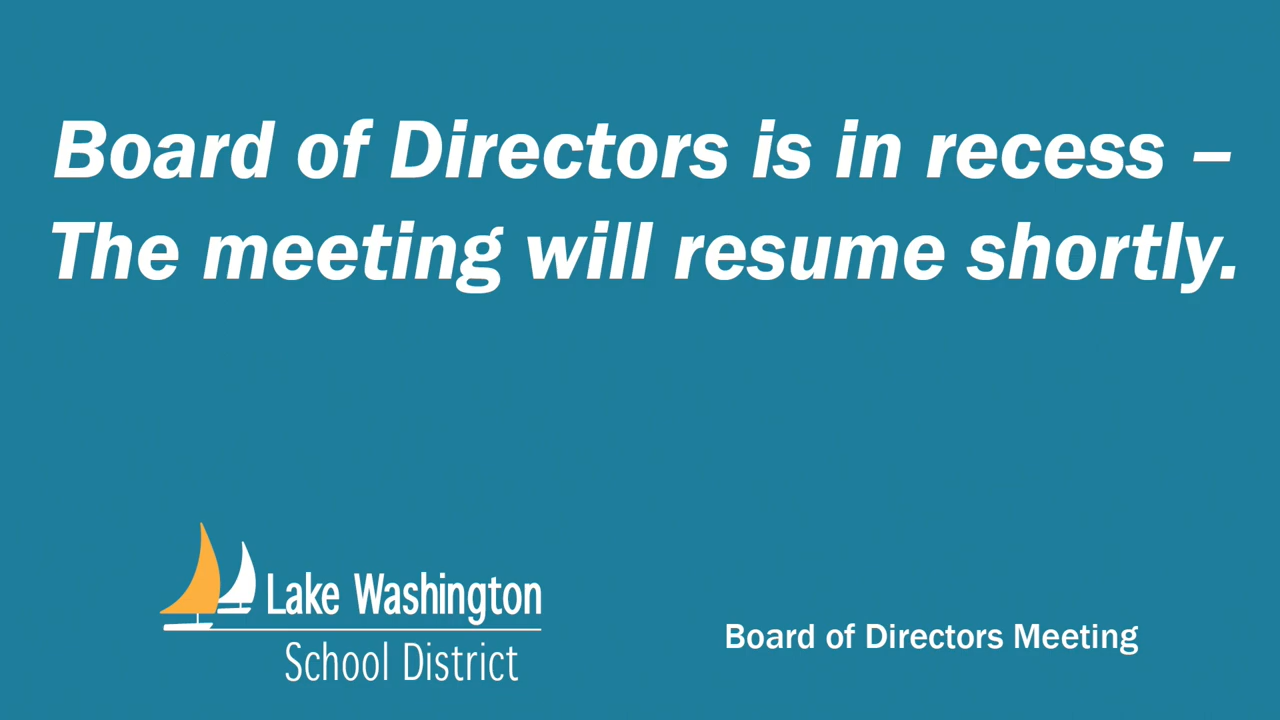 Board of Directors is in recess –
The meeting will resume shortly.
Lake Washington
School District
Board of Directors Meeting